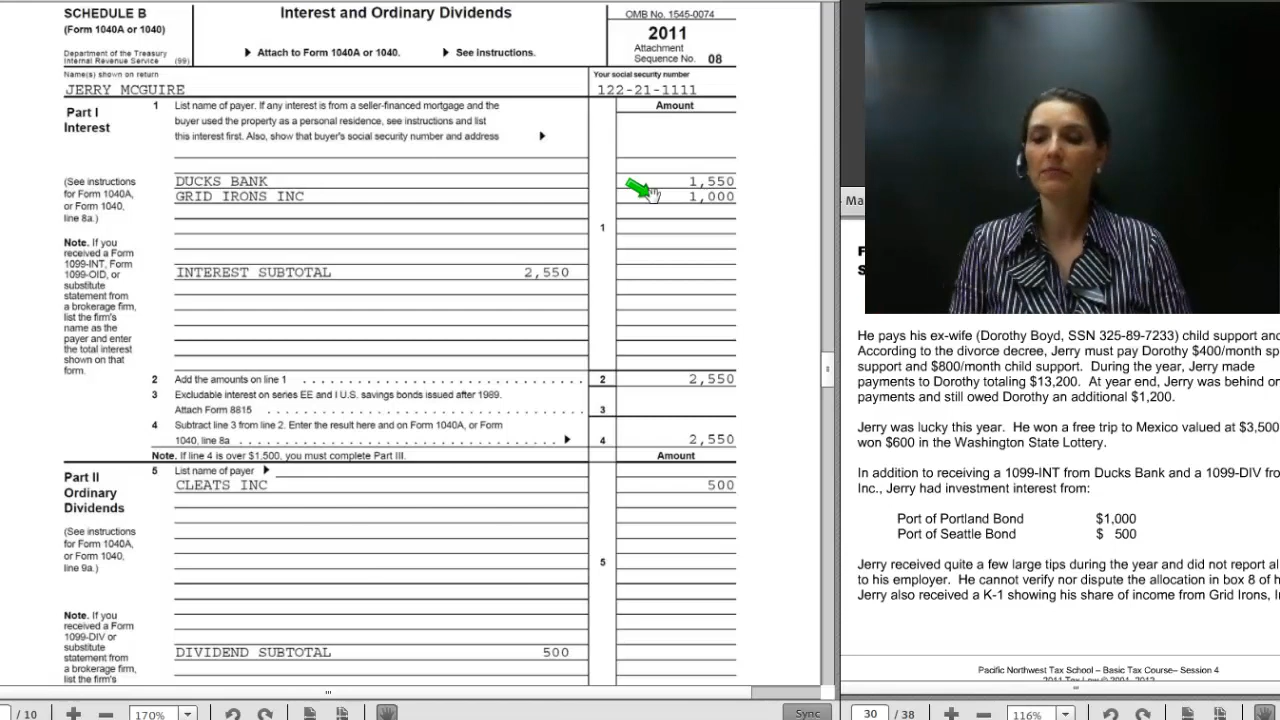 SCHEDULE B
(Form 1040A or 1040)
Department of the Treasury
Internal Revenue Service (99)
Interest and Ordinary Dividends
Attach to Form 1040A or 1040. See instructions.
OMB No. 1545-0074
2011
Attachment
Sequence No. 08
Name(s) shown on return
JERRY MCGUIRE
Your social security number
122-21-1111
Part I
Interest
(See instructions
for Form 1040A,
or Form 1040,
line 8a.)
Note. If you
received a Form
1099-INT, Form
1099-OID, or
substitute
statement from
a brokerage firm,
list the firm's
name as the
payer and enter
the total interest
shown on that
form.
1 List name of payer. If any interest is from a seller-financed mortgage and the
buyer used the property as a personal residence, see instructions and list
this interest first. Also, show that buyer's social security number and address
Amount
DUCKS BANK 1,550
GRID IRONS INC 1,000
1
INTEREST SUBTOTAL 2,550
2 Add the amounts on line 1 . . . . . . . . . . . . . . . . . . . . . . . . . . . . . . 2 2,550
3 Excludable interest on series EE and I U.S. savings bonds issued after 1989.
Attach Form 8815 . . . . . . . . . . . . . . . . . . . . . . . . . . . . . . . . . 3
4 Subtract line 3 from line 2. Enter the result here and on Form 1040A, or Form
1040, line 8a . . . . . . . . . . . . . . . . . . . . . . . . . . . . . . . . . . 4 2,550
Note. If line 4 is over $1,500, you must complete Part III. Amount
Part II
Ordinary
Dividends
(See instructions
for Form 1040A,
or Form 1040,
line 9a.)
Note. If you
received a Form
1099-DIV or
substitute
statement from
a brokerage firm,
list the firm's
5 List name of payer
CLEATS INC 500
5
DIVIDEND SUBTOTAL 500
/ 10
170%
Sync
Ma
He pays his ex-wife (Dorothy Boyd, SSN 325-89-7233) child support and
According to the divorce decree, Jerry must pay Dorothy $400/month sp
support and $800/month child support. During the year, Jerry made
payments to Dorothy totaling $13,200. At year end, Jerry was behind on
payments and still owed Dorothy an additional $1,200.
Jerry was lucky this year. He won a free trip to Mexico valued at $3,500
won $600 in the Washington State Lottery.
In addition to receiving a 1099-INT from Ducks Bank and a 1099-DIV fro
Inc., Jerry had investment interest from:
Port of Portland Bond $1,000
Port of Seattle Bond $ 500
Jerry received quite a few large tips during the year and did not report al
to his employer. He cannot verify nor dispute the allocation in box 8 of h
Jerry also received a K-1 showing his share of income from Grid Irons, I
Pacific Northwest Tax School – Basic Tax Course– Session 4
30 / 38
116%